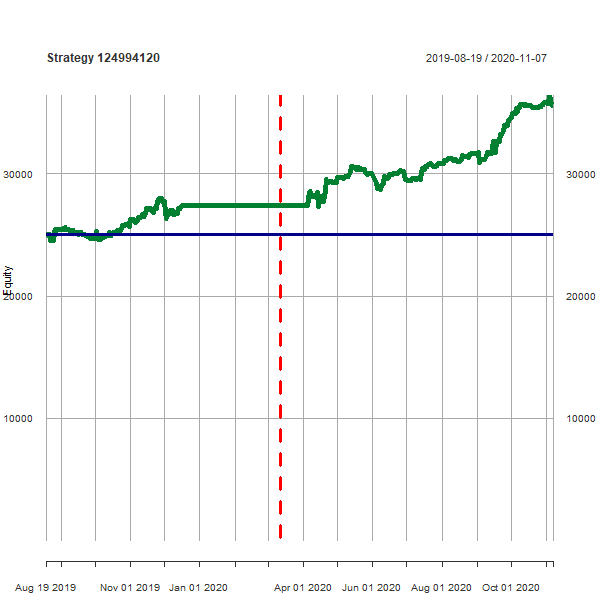 Strategy 124994120
2019-08-19 / 2020-11-07
30000
30000
Equity
20000
20000
10000
10000
Aug 19 2019
Nov 01 2020
Jan 01 2020
Apr 01 2020
Jun 01 2020
Aug 01 2020
Oct 01 2020